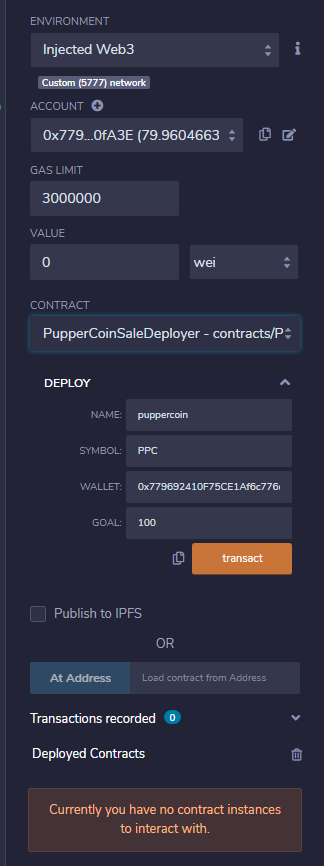 ENVIRONMENT
Injected Web3
Custom (5777) network
ACCOUNT
0x779...0fA3E (79.9604663
GAS LIMIT
3000000
VALUE
0 wei
CONTRACT
PupperCoinSaleDeployer - contracts/P
DEPLOY
NAME: puppercoin
SYMBOL: PPC
WALLET: 0x779692410F75CE1Af6c776
GOAL: 100
transact
Publish to IPFS
OR
At Address Load contract from Address
Transactions recorded 0
Deployed Contracts
Currently you have no contract instances
to interact with.